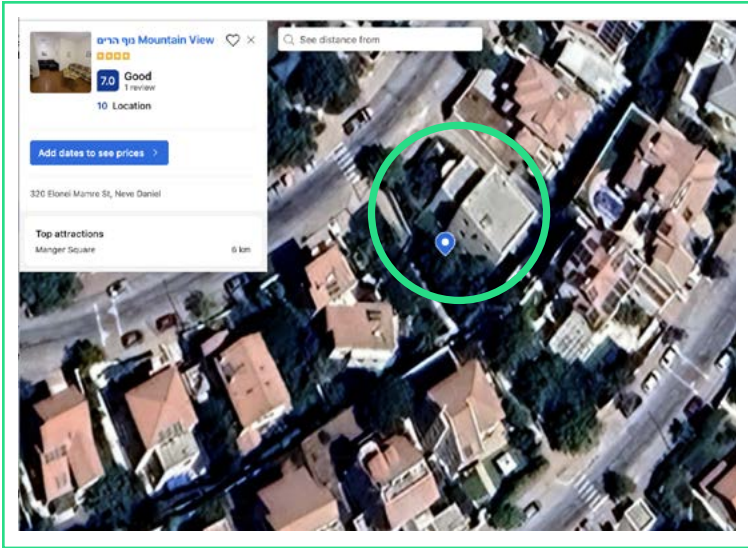 נוף הרים Mountain View
See distance from
7.0 Good
1 review
10 Location
Add dates to see prices
320 Elonei Mamre St, Neve Daniel
Top attractions
Manger Square 6 km